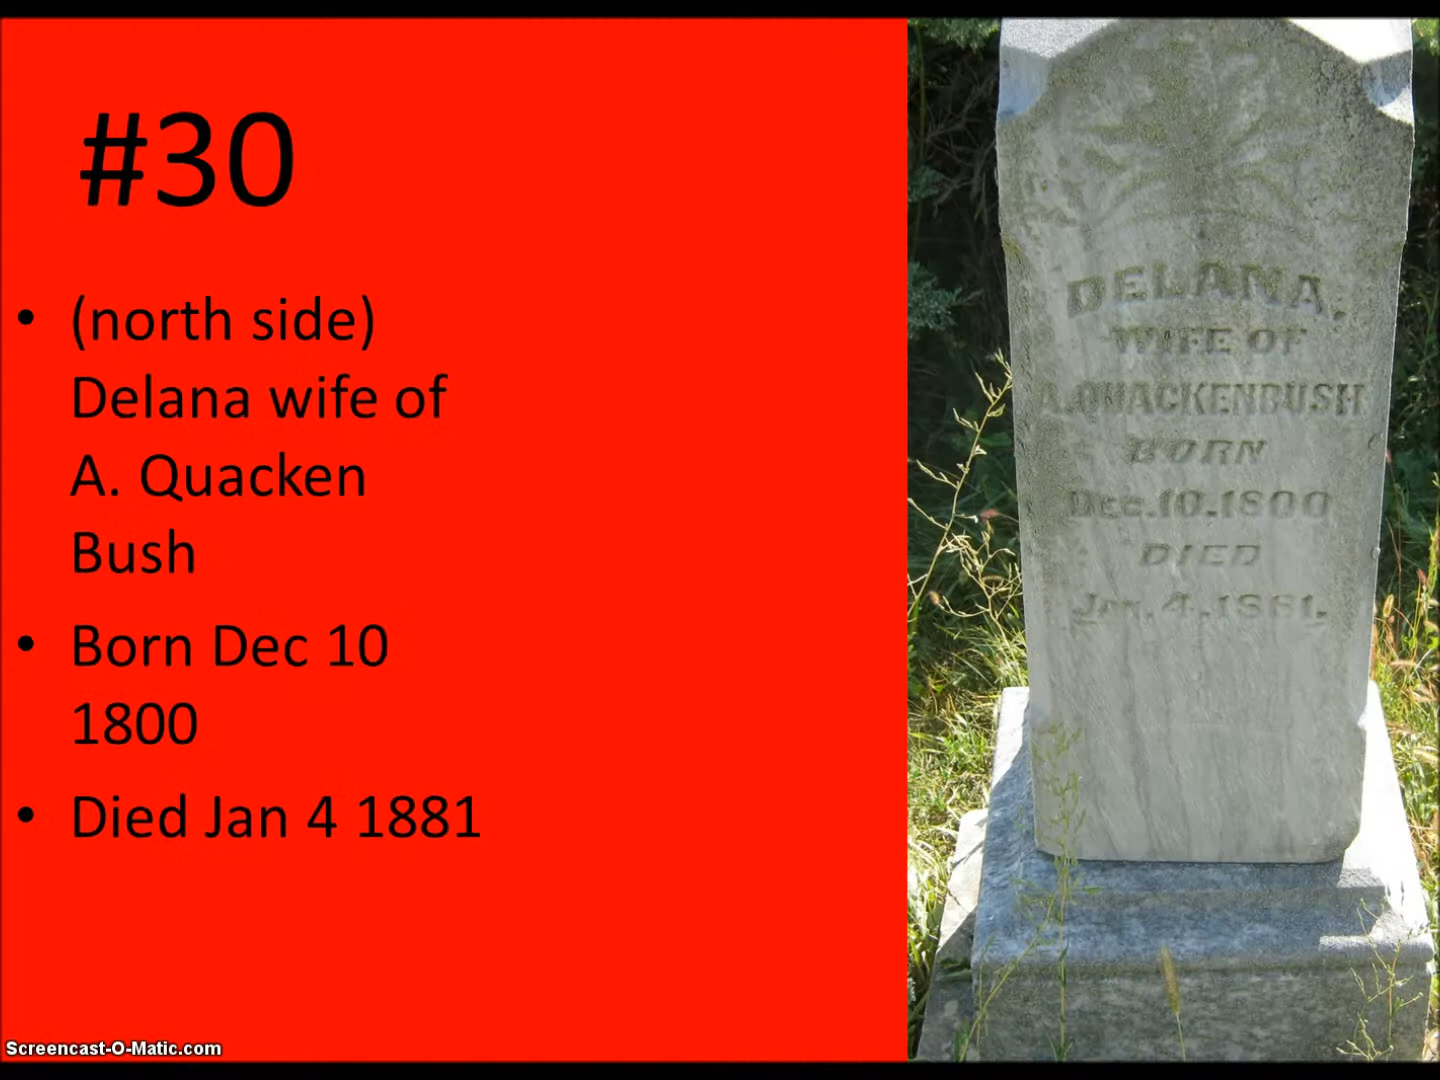 #30
• (north side)
Delana wife of
A. Quacken
Bush
• Born Dec 10
1800
• Died Jan 4 1881
DELANA,
WIFE OF
A. QUACKENBUSH
BORN
Dec. 10. 1800
DIED
Jan. 4. 1881.
Screencast-O-Matic.com